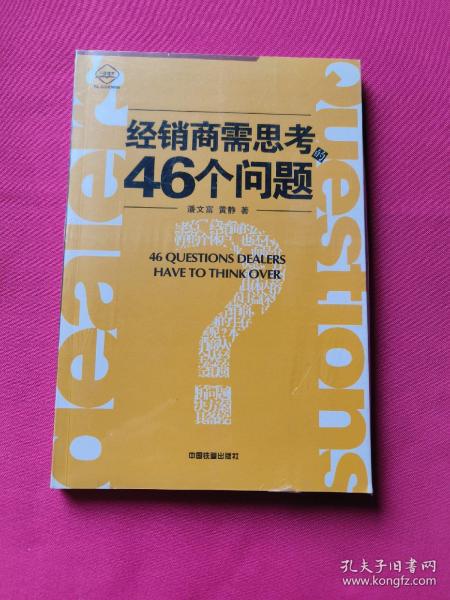 dealers
questions
经销商需思考的
46个问题
潘文富 黄静 著
46 QUESTIONS DEALERS
HAVE TO THINK OVER
中国铁道出版社
孔夫子旧书网
www.kongfz.com